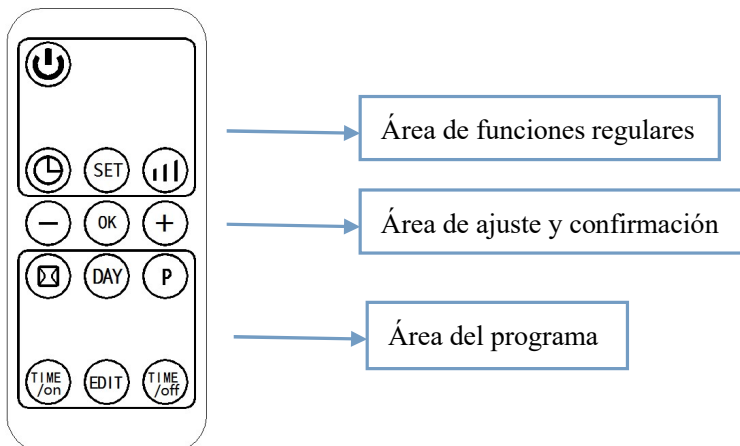 Área de funciones regulares
SET
− OK +
Área de ajuste y confirmación
DAY P
Área del programa
TIME
/on
EDIT
TIME
/off